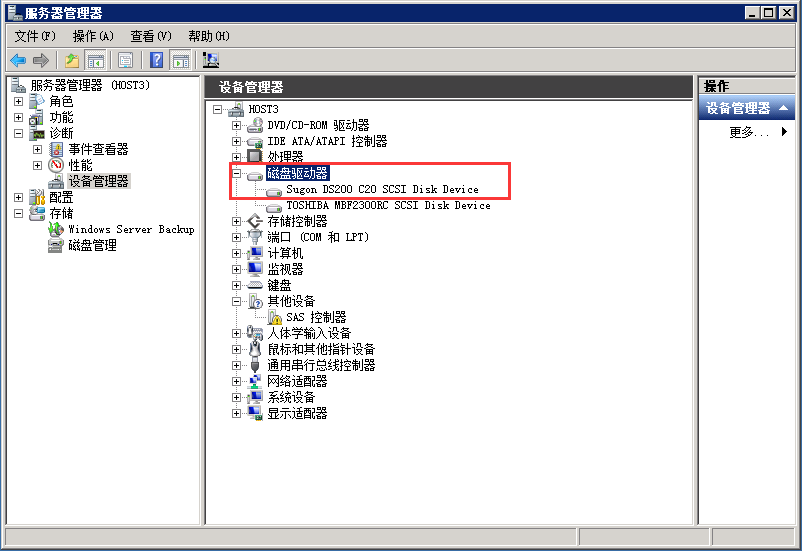 服务器管理器
文件(F) 操作(A) 查看(V) 帮助(H)
服务器管理器 (HOST3)
角色
功能
诊断
事件查看器
性能
设备管理器
配置
存储
Windows Server Backup
磁盘管理
设备管理器
HOST3
DVD/CD-ROM 驱动器
IDE ATA/ATAPI 控制器
处理器
磁盘驱动器
Sugon DS200 C20 SCSI Disk Device
TOSHIBA MBF2300RC SCSI Disk Device
存储控制器
端口 (COM 和 LPT)
计算机
监视器
键盘
其他设备
SAS 控制器
人体学输入设备
鼠标和其他指针设备
通用串行总线控制器
网络适配器
系统设备
显示适配器
操作
设备管理器
更多...